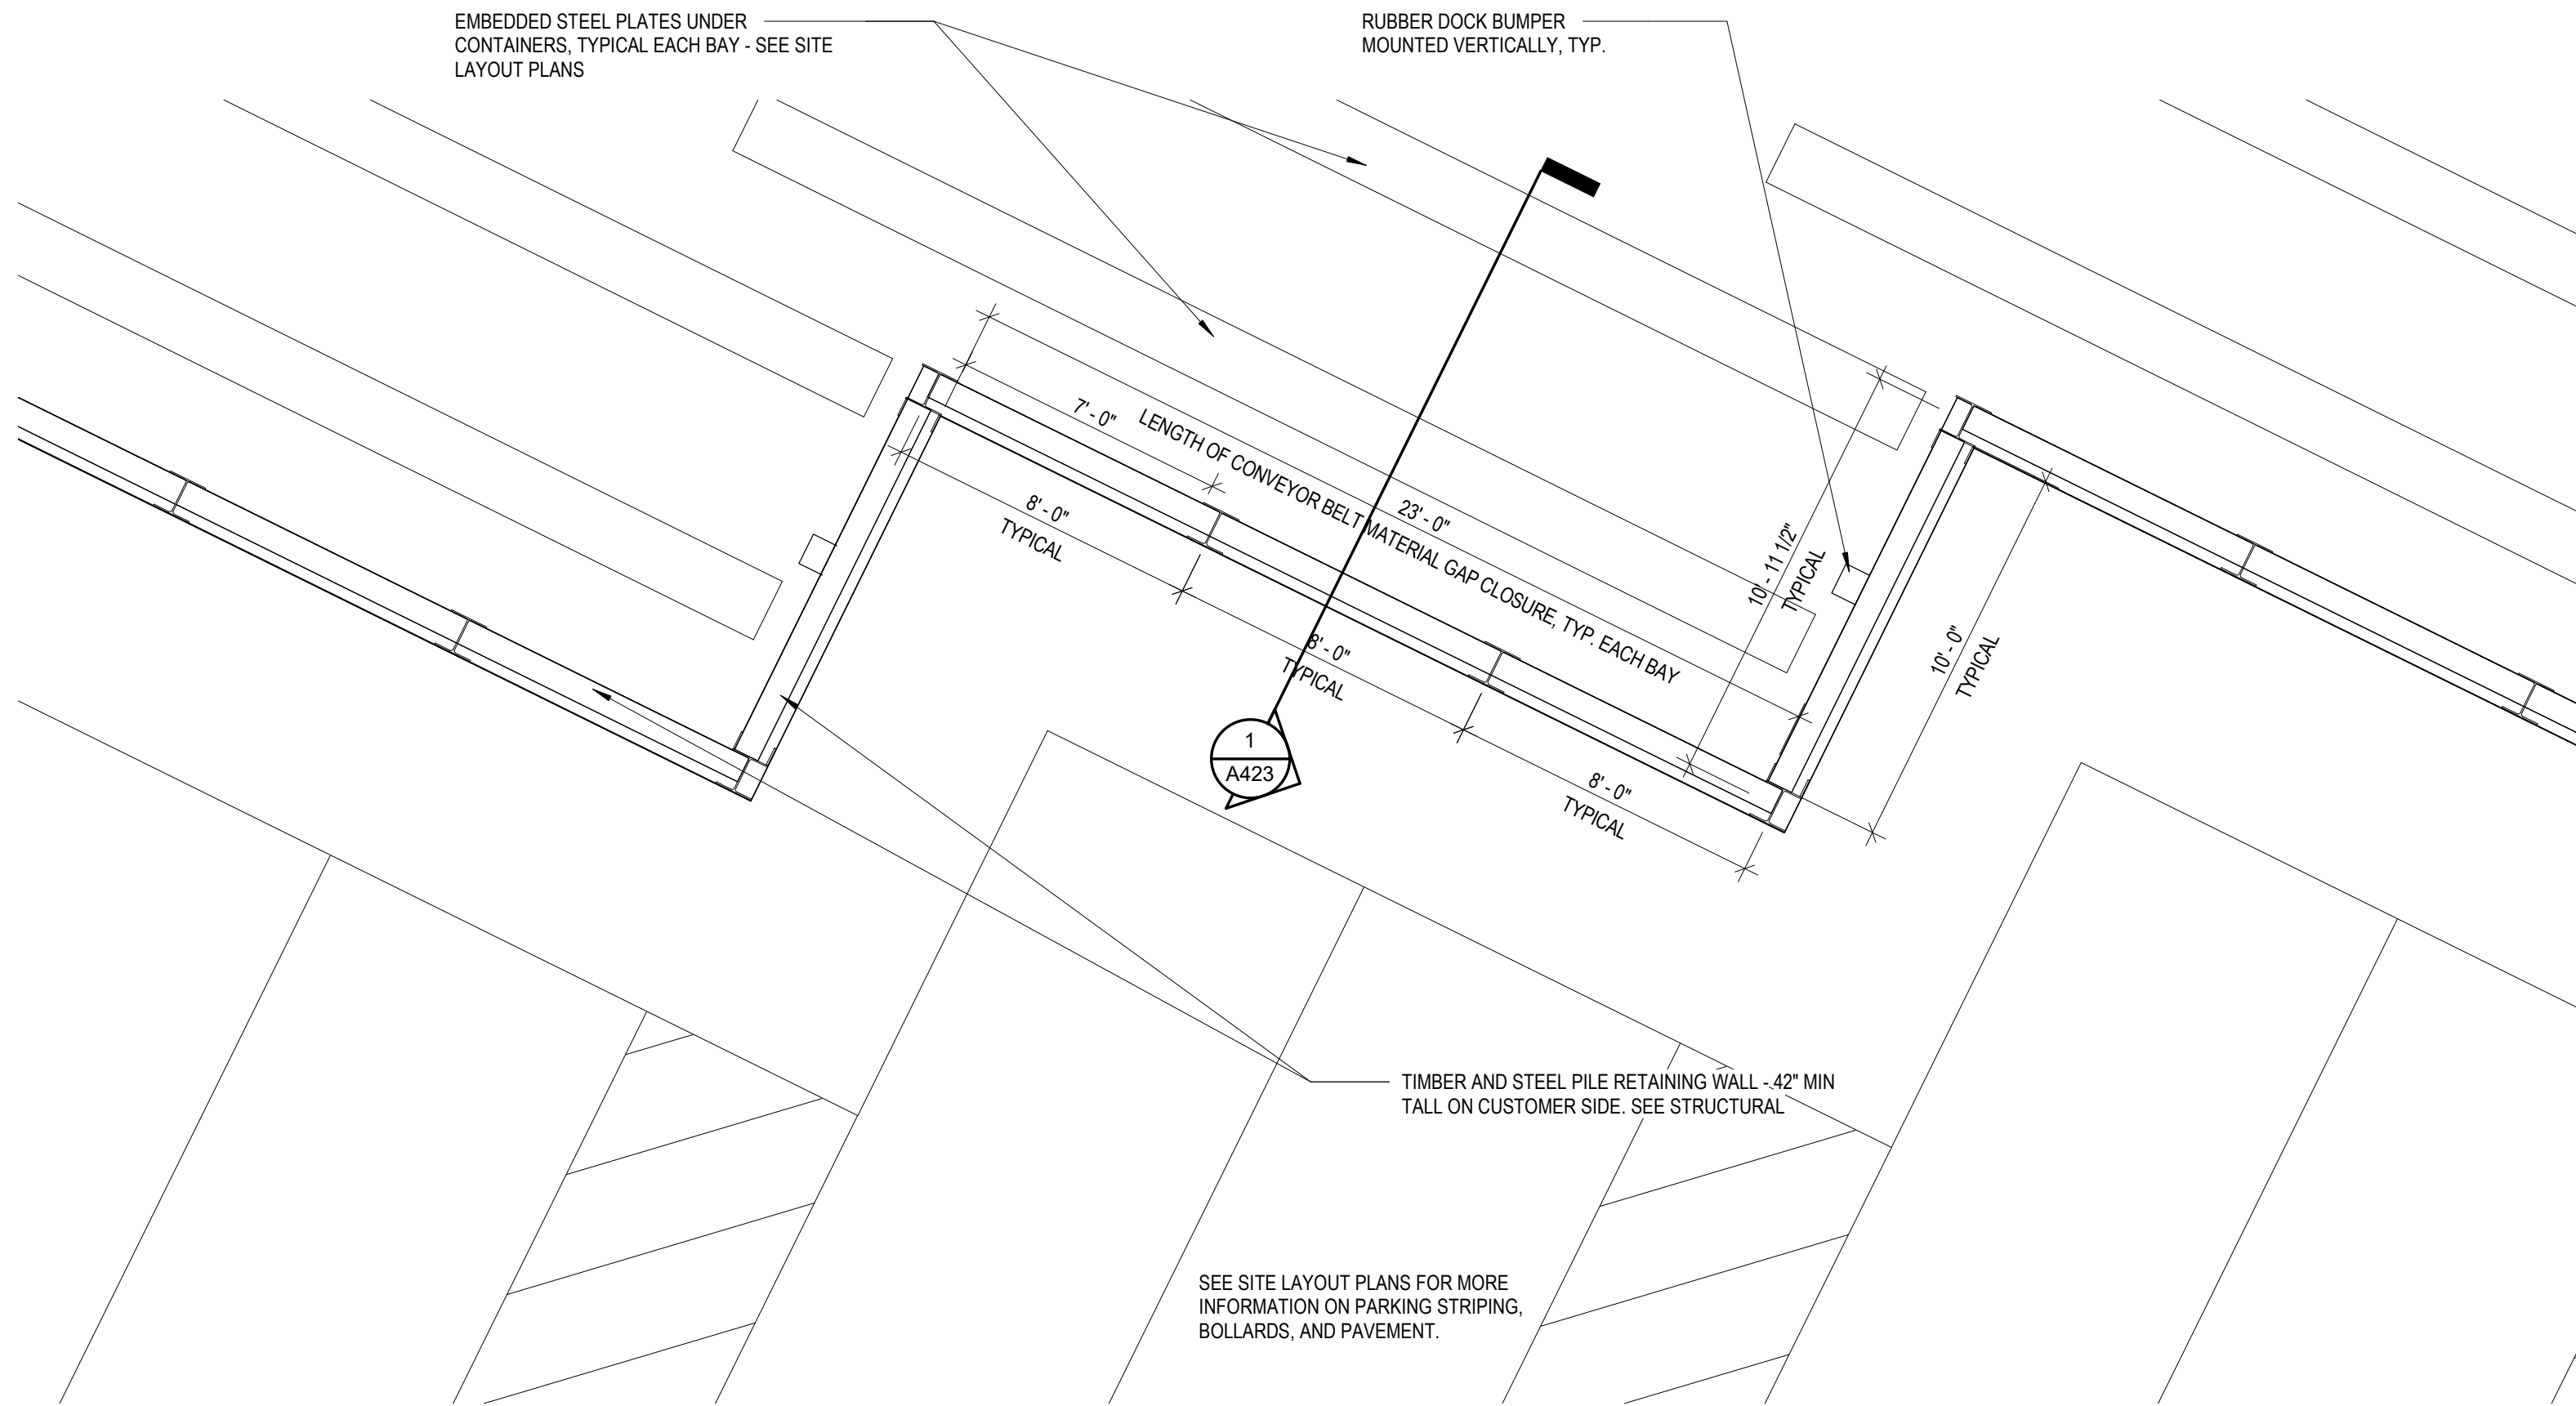 EMBEDDED STEEL PLATES UNDER
CONTAINERS, TYPICAL EACH BAY - SEE SITE
LAYOUT PLANS
RUBBER DOCK BUMPER
MOUNTED VERTICALLY, TYP.
7' - 0"
LENGTH OF CONVEYOR BELT MATERIAL GAP CLOSURE, TYP. EACH BAY
23' - 0"
8' - 0"
TYPICAL
8' - 0"
TYPICAL
8' - 0"
TYPICAL
10' - 11 1/2"
TYPICAL
10' - 0"
TYPICAL
1
A423
TIMBER AND STEEL PILE RETAINING WALL - 42" MIN
TALL ON CUSTOMER SIDE. SEE STRUCTURAL
SEE SITE LAYOUT PLANS FOR MORE
INFORMATION ON PARKING STRIPING,
BOLLARDS, AND PAVEMENT.